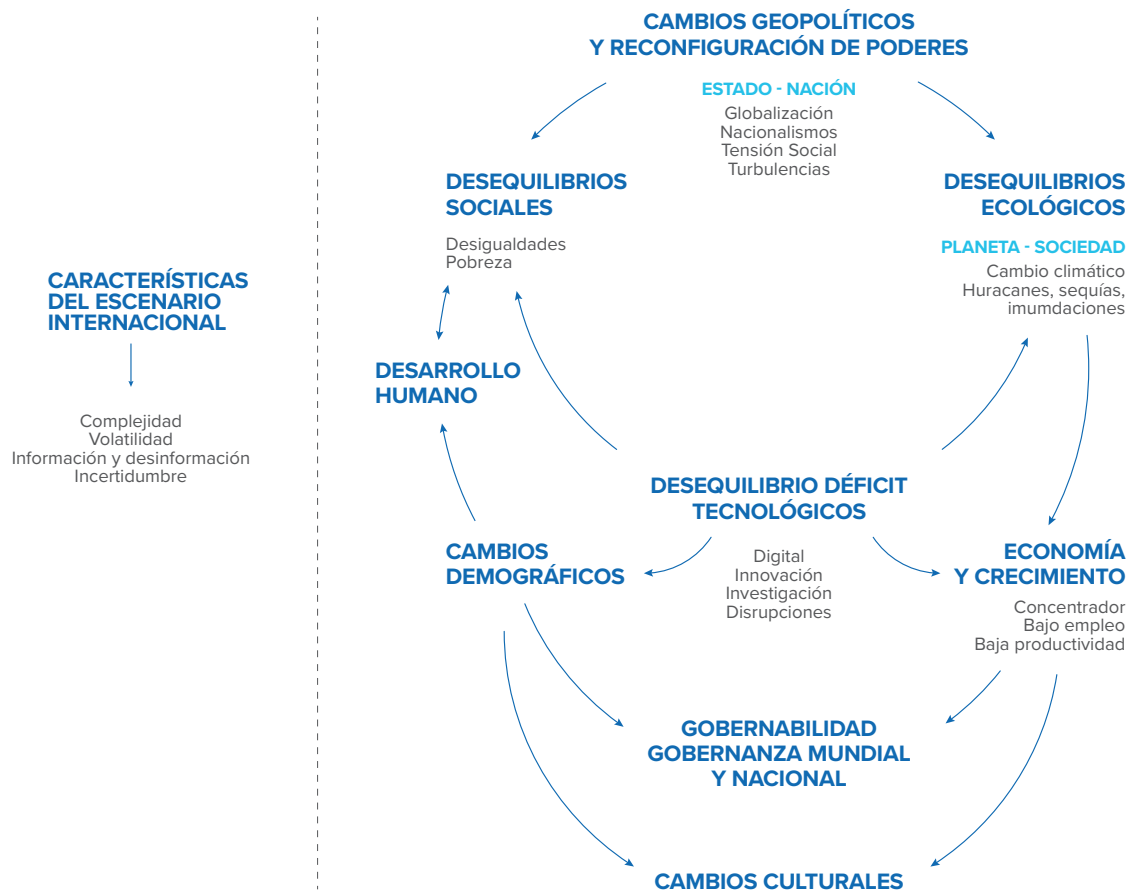 CARACTERÍSTICAS
DEL ESCENARIO
INTERNACIONAL
Complejidad
Volatilidad
Información y desinformación
Incertidumbre
CAMBIOS GEOPOLÍTICOS
Y RECONFIGURACIÓN DE PODERES
ESTADO - NACIÓN
Globalización
Nacionalismos
Tensión Social
Turbulencias
DESEQUILIBRIOS
SOCIALES
Desigualdades
Pobreza
DESEQUILIBRIOS
ECOLÓGICOS
PLANETA - SOCIEDAD
Cambio climático
Huracanes, sequías,
imumdaciones
DESARROLLO
HUMANO
DESEQUILIBRIO DÉFICIT
TECNOLÓGICOS
Digital
Innovación
Investigación
Disrupciones
CAMBIOS
DEMOGRÁFICOS
ECONOMÍA
Y CRECIMIENTO
Concentrador
Bajo empleo
Baja productividad
GOBERNABILIDAD
GOBERNANZA MUNDIAL
Y NACIONAL
CAMBIOS CULTURALES